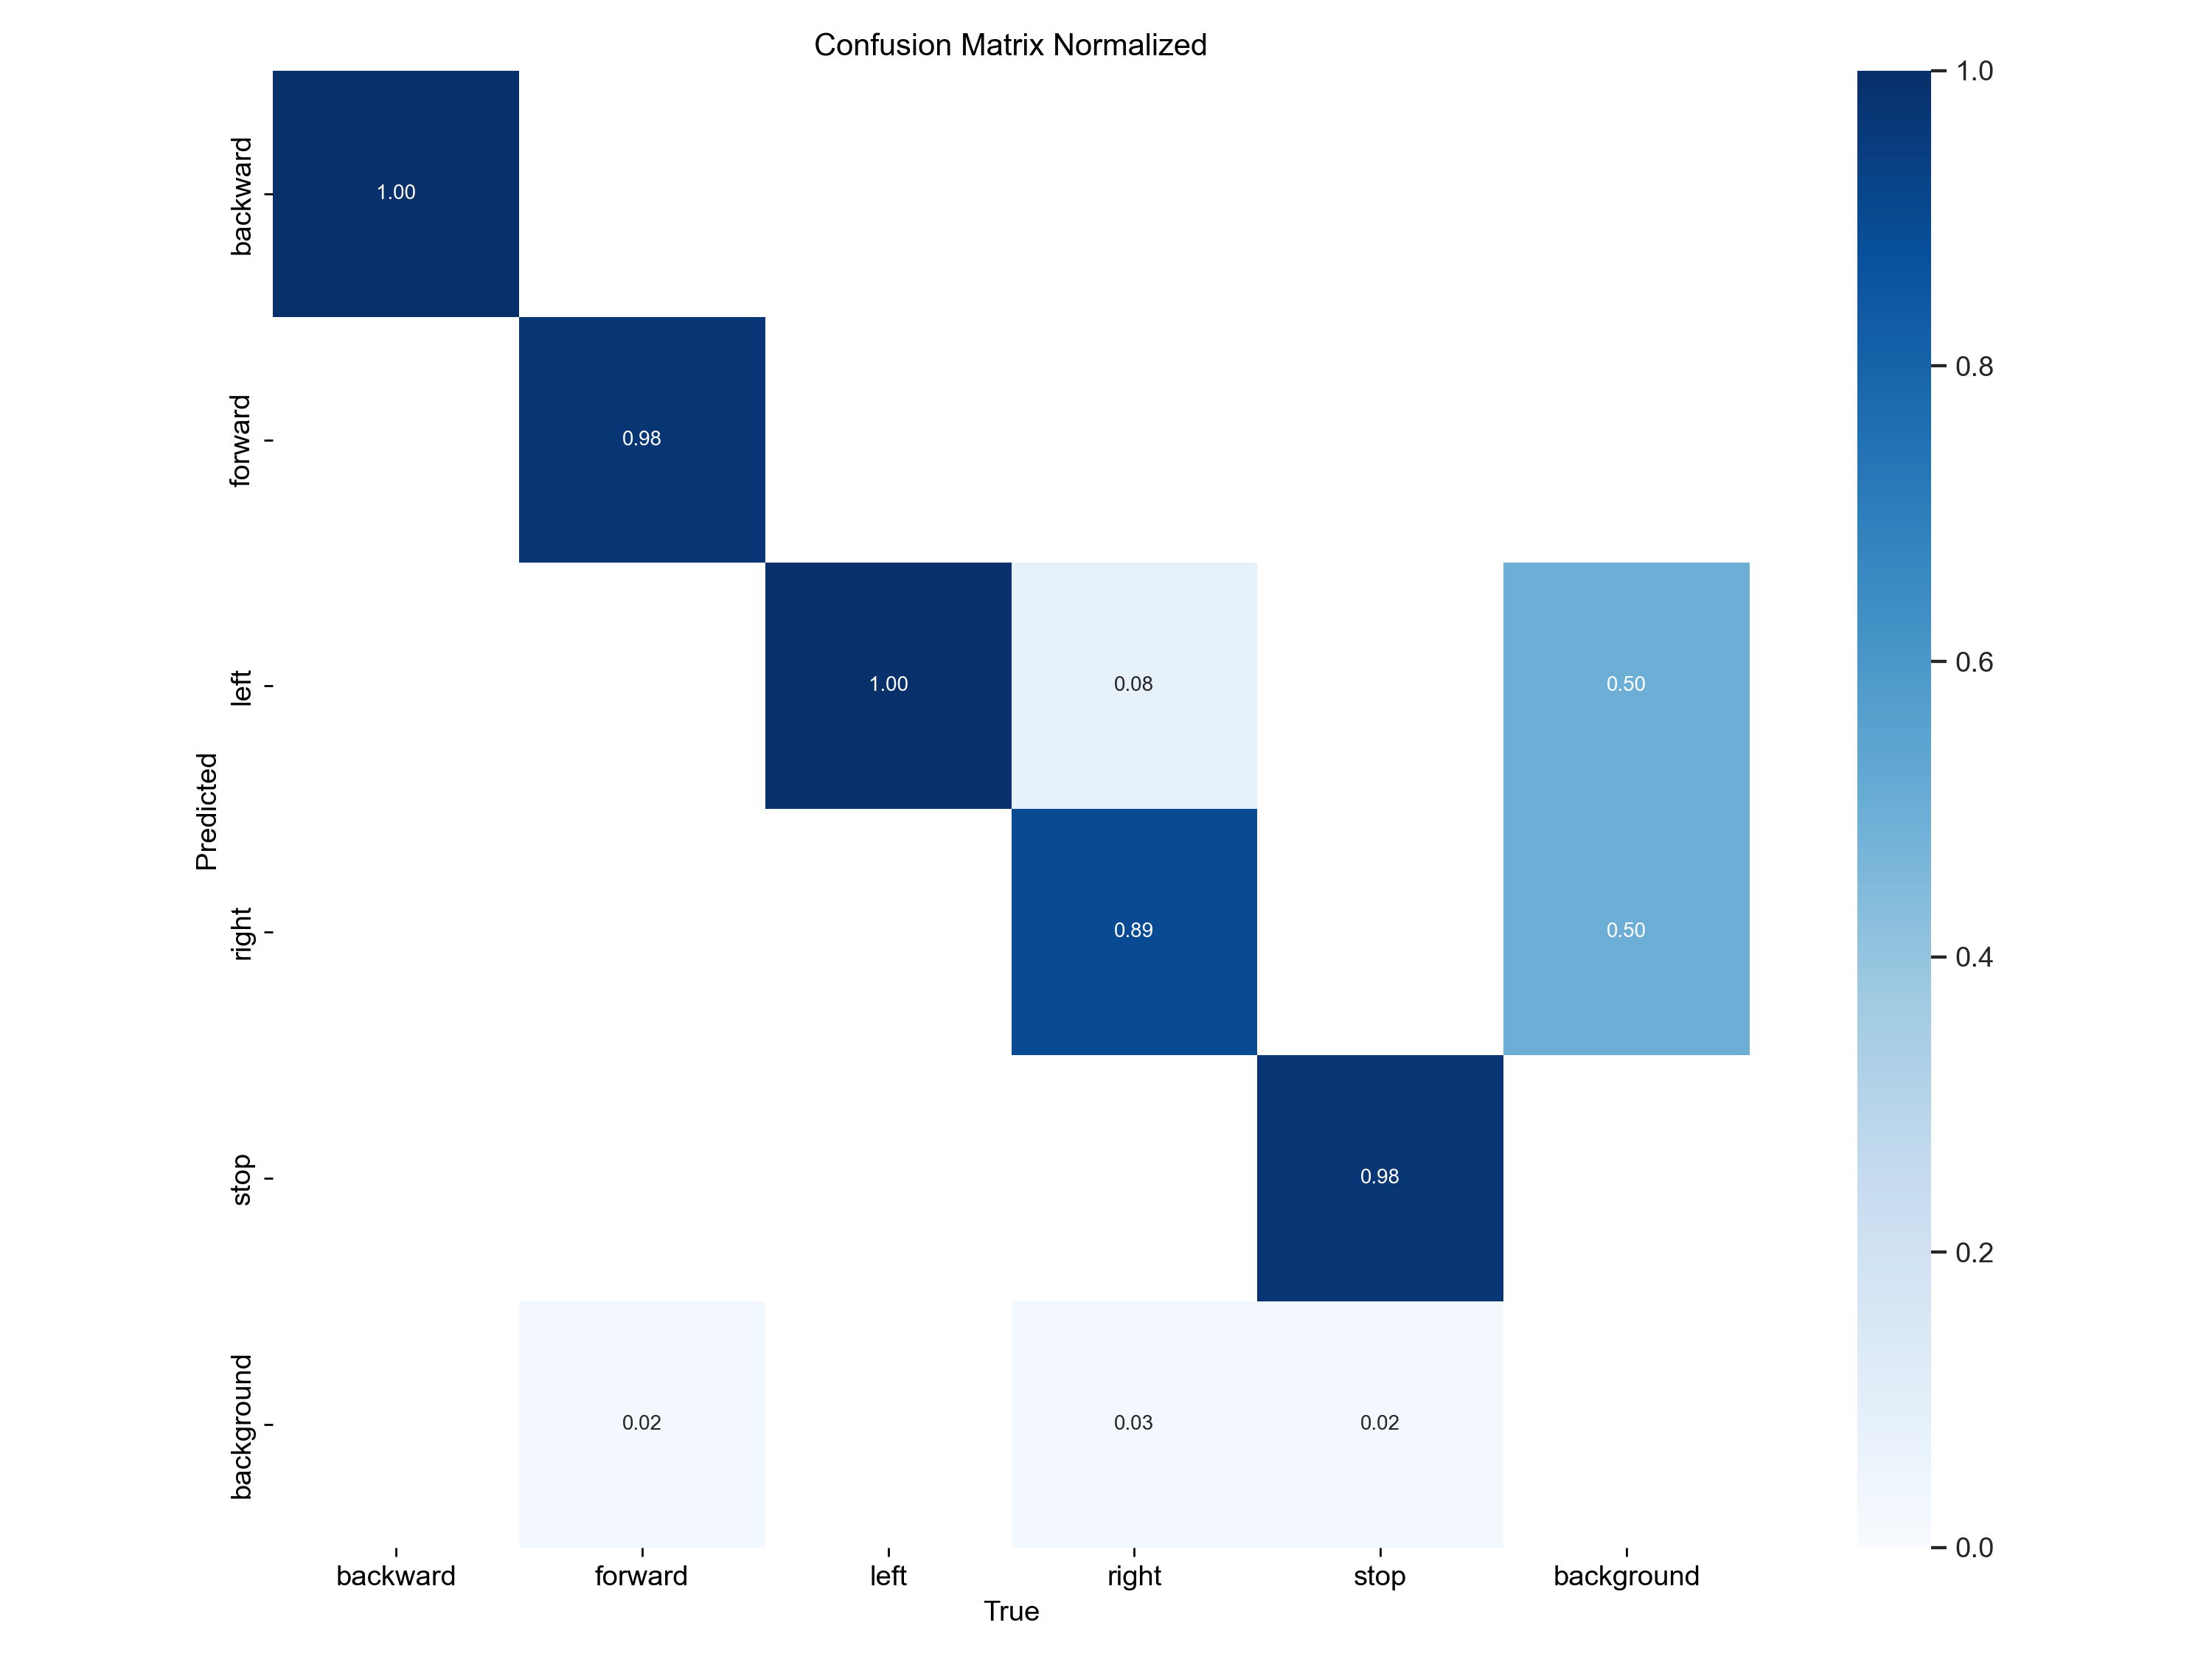 Confusion Matrix Normalized
1.0
backward
1.00
0.8
forward
0.98
0.6
left
1.00 0.08 0.50
Predicted
0.4
right
0.89 0.50
stop
0.98
0.2
background
0.02 0.03 0.02
0.0
backward forward left right stop background
True